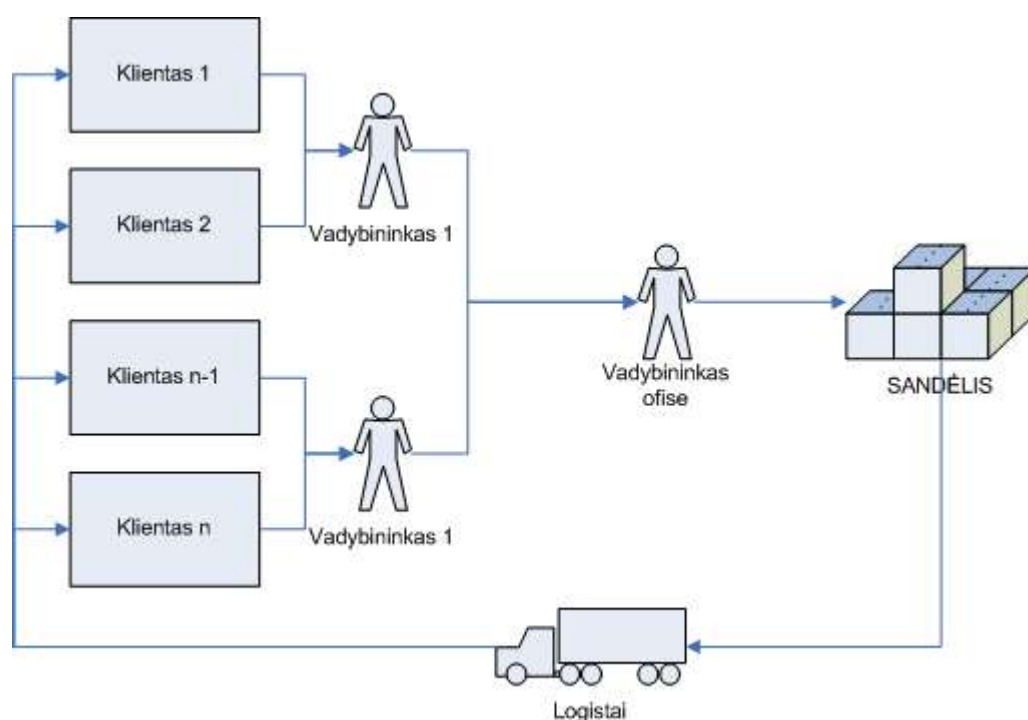 Klientas 1
Klientas 2
Vadybininkas 1
Klientas n-1
Vadybininkas
ofise
SANDĖLIS
Klientas n
Vadybininkas 1
Logistai